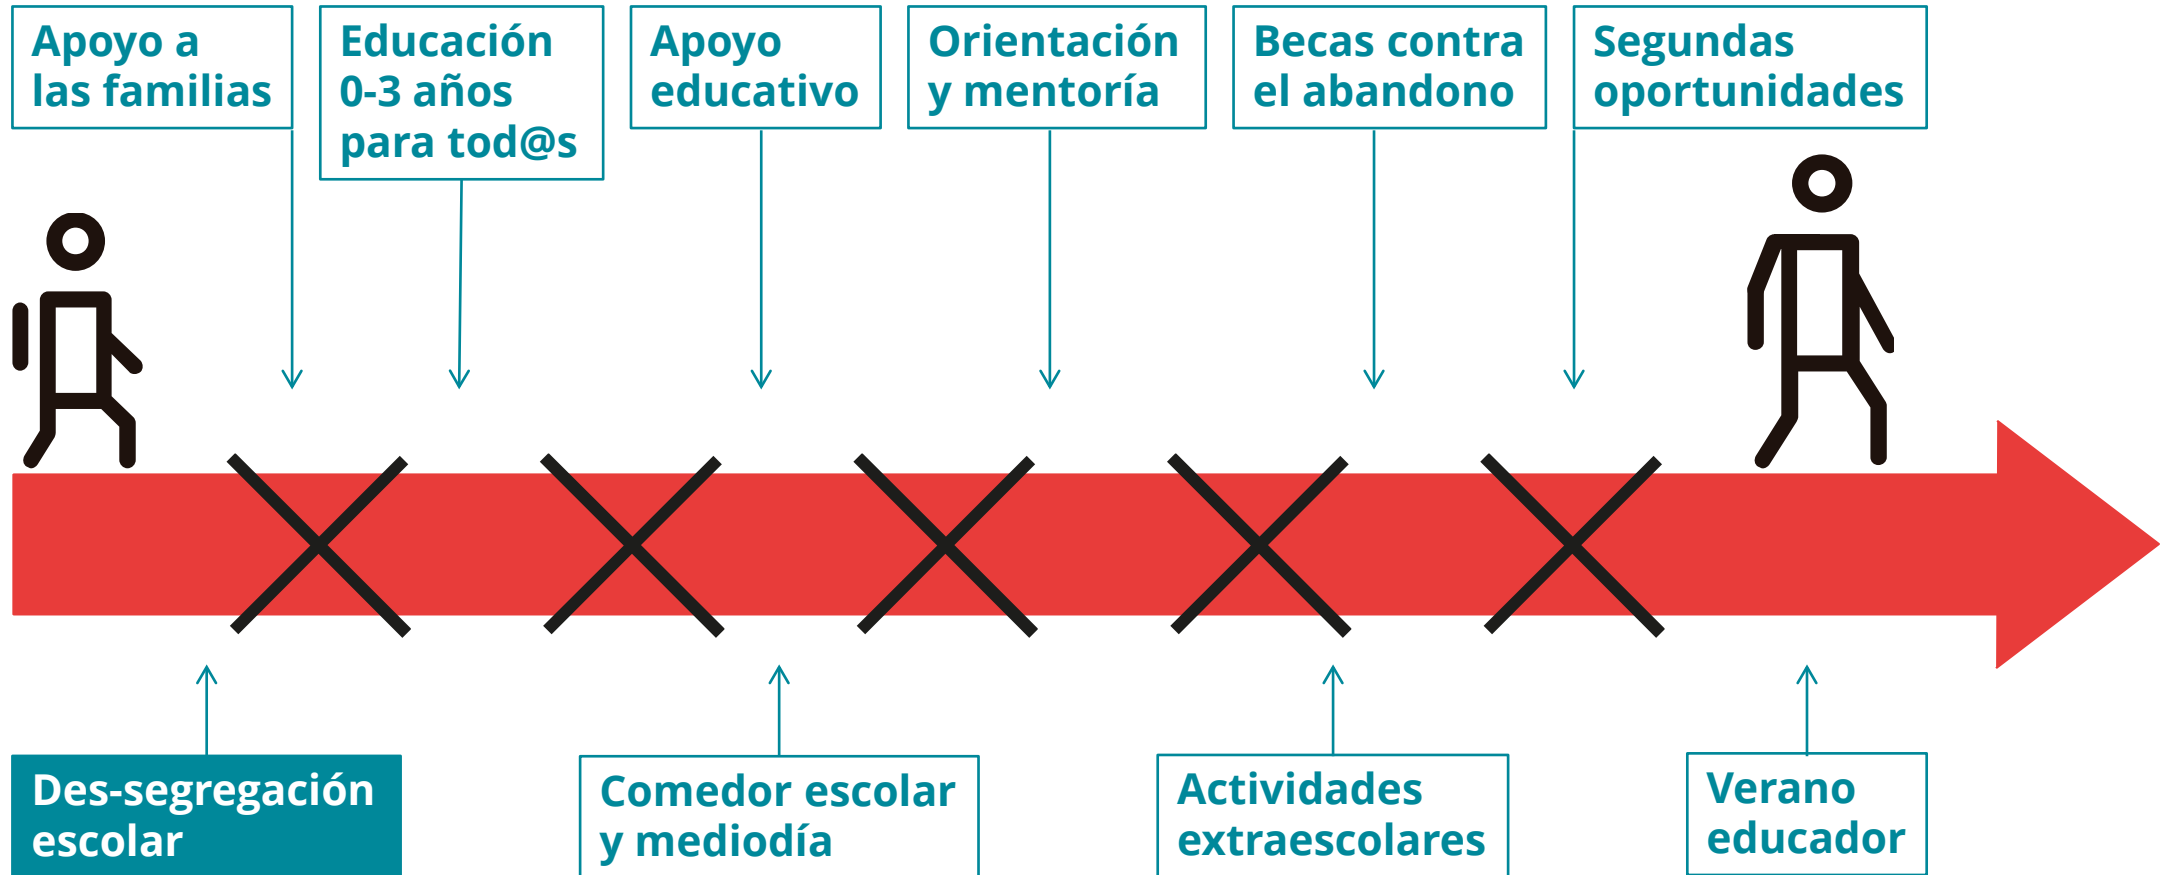 Apoyo a
las familias
Educación
0-3 años
para tod@s
Apoyo
educativo
Orientación
y mentoría
Becas contra
el abandono
Segundas
oportunidades
Des-segregación
escolar
Comedor escolar
y mediodía
Actividades
extraescolares
Verano
educador